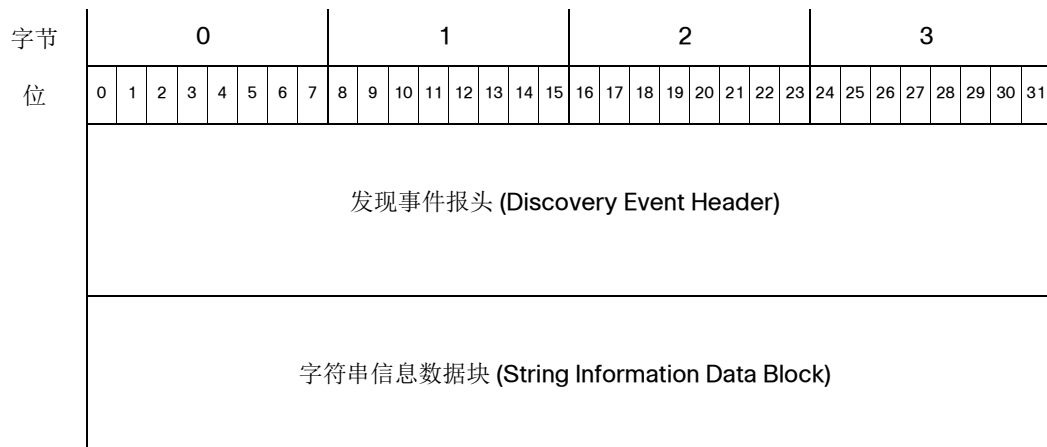 字节 0 1 2 3
位 0 1 2 3 4 5 6 7 8 9 10 11 12 13 14 15 16 17 18 19 20 21 22 23 24 25 26 27 28 29 30 31
发现事件报头 (Discovery Event Header)
字符串信息数据块 (String Information Data Block)